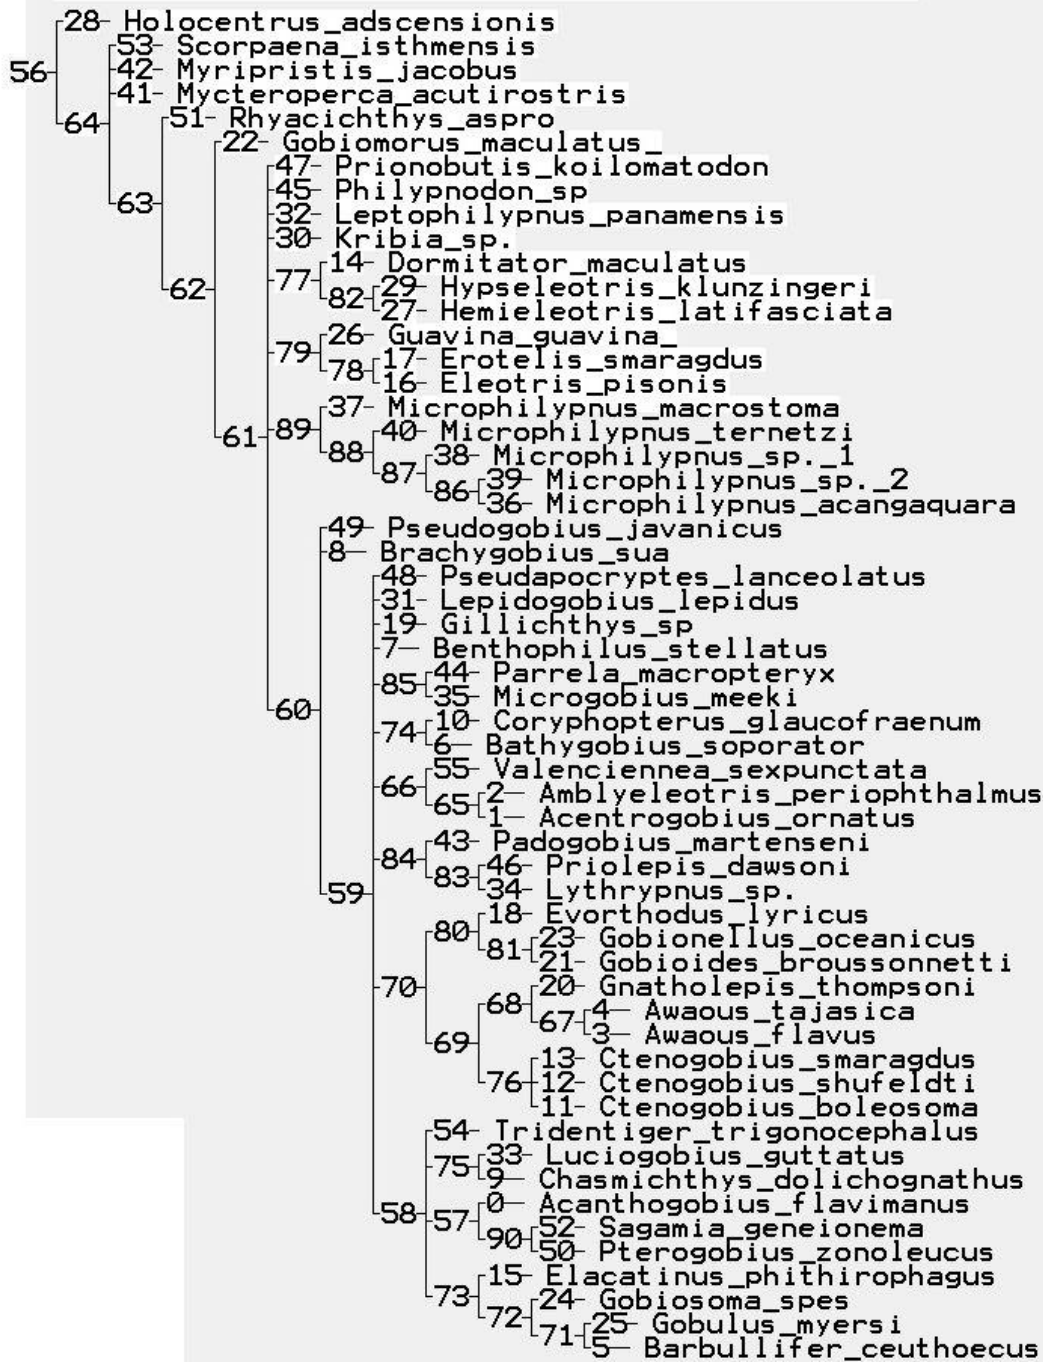 28 Holocentrus_adscensionis
53 Scorpaena_isthmensis
56 42 Myripristis_jacobus
41 Mycteroperca_acutirostris
64 51 Rhyacichthys_aspro
22 Gobiomorus_maculatus_
47 Prionobutis_koilomatodon
45 Philypnodon_sp
63 32 Leptophilypnus_panamensis
30 Kribia_sp.
14 Dormitator_maculatus
77
62 29 Hypseleotris_klunzingeri
82 27 Hemieleotris_latifasciata
26 Guavina_guavina_
79 17 Erotelis_smaragdus
78 16 Eleotris_pisonis
37 Microphilypnus_macrostoma
61 89 40 Microphilypnus_ternetzi
88 38 Microphilypnus_sp._1
87 39 Microphilypnus_sp._2
86 36 Microphilypnus_acangaquara
49 Pseudogobius_javanicus
8 Brachygobius_sua
48 Pseudapocryptes_lanceolatus
31 Lepidogobius_lepidus
19 Gillichthys_sp
7 Benthophilus_stellatus
44 Parrela_macropteryx
85 35 Microgobius_meeki
60 10 Coryphopterus_glaucofraenum
74 6 Bathygobius_soporator
55 Valenciennea_sexpunctata
66 2 Amblyeleotris_periophthalmus
65 1 Acentrogobius_ornatus
43 Padogobius_martenseni
84 46 Priolepis_dawsoni
83
59 34 Lythrypnus_sp.
18 Evorthodus_lyricus
80 23 Gobionellus_oceanicus
81 21 Gobioides_broussonnetti
70 20 Gnatholepis_thompsoni
68 4 Awaous_tajasica
67 3 Awaous_flavus
69 13 Ctenogobius_smaragdus
76 12 Ctenogobius_shufeldti
11 Ctenogobius_boleosoma
54 Tridentiger_trigonocephalus
33 Luciogobius_guttatus
75 9 Chasmichthys_dolichognathus
0 Acanthogobius_flavimanus
58 57 52 Sagamia_geneionema
90 50 Pterogobius_zonoleucus
15 Elacatinus_phithirophagus
73 24 Gobiosoma_spes
72 25 Gobulus_myersi
71 5 Barbullifer_ceuthoecus